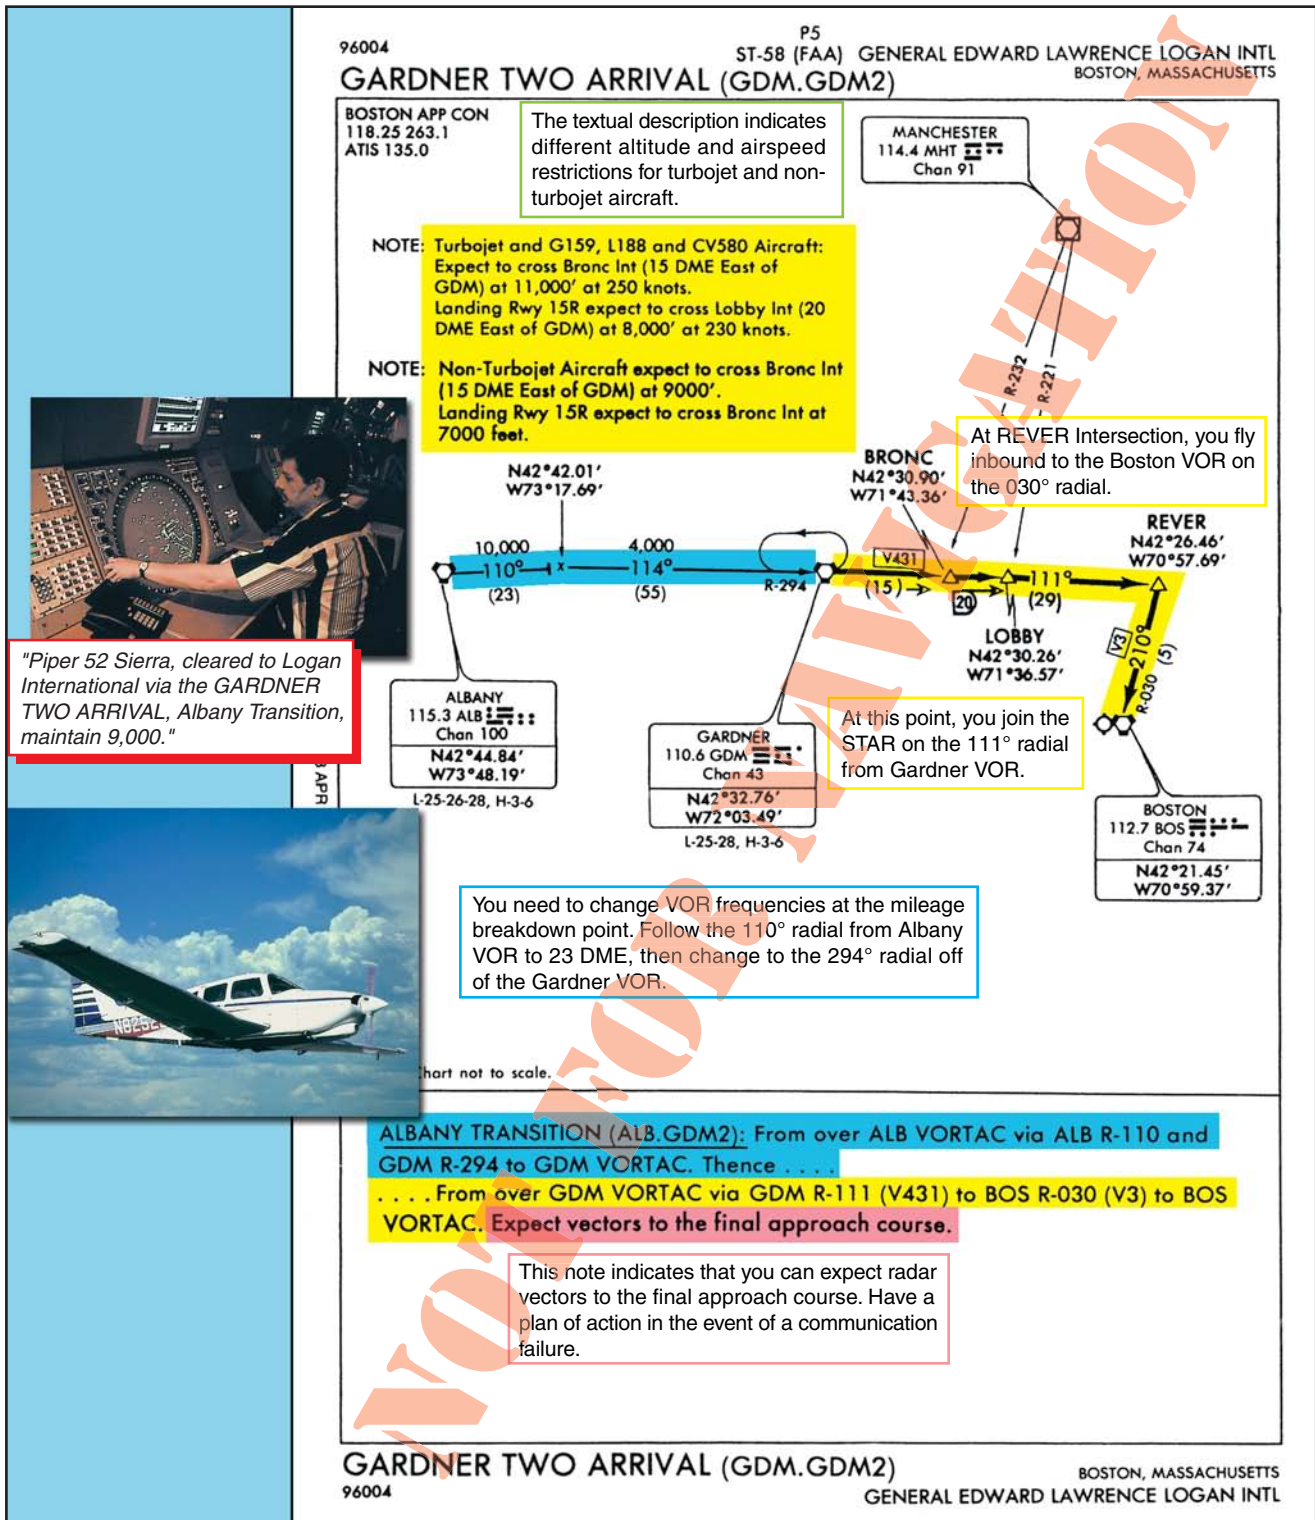 P5
96004
ST-58 (FAA) GENERAL EDWARD LAWRENCE LOGAN INTL
GARDNER TWO ARRIVAL (GDM.GDM2)
BOSTON, MASSACHUSETTS
BOSTON APP CON
118.25 263.1
ATIS 135.0
The textual description indicates
different altitude and airspeed
restrictions for turbojet and non-
turbojet aircraft.
MANCHESTER
114.4 MHT
Chan 91
NOTE: Turbojet and G159, L188 and CV580 Aircraft:
Expect to cross Bronc Int (15 DME East of
GDM) at 11,000' at 250 knots.
Landing Rwy 15R expect to cross Lobby Int (20
DME East of GDM) at 8,000' at 230 knots.
NOTE: Non-Turbojet Aircraft expect to cross Bronc Int
(15 DME East of GDM) at 9000'.
Landing Rwy 15R expect to cross Bronc Int at
7000 feet.
R-232
R-221
At REVER Intersection, you fly
inbound to the Boston VOR on
the 030° radial.
N42°42.01'
W73°17.69'
BRONC
N42°30.90'
W71°43.36'
REVER
N42°26.46'
W70°57.69'
10,000
110°
(23)
x
4,000
114°
(55)
R-294
V431
(15)
20
111°
(29)
LOBBY
N42°30.26'
W71°36.57'
V3
210°
R-030
(5)
"Piper 52 Sierra, cleared to Logan
International via the GARDNER
TWO ARRIVAL, Albany Transition,
maintain 9,000."
APR
ALBANY
115.3 ALB
Chan 100
N42°44.84'
W73°48.19'
L-25-26-28, H-3-6
GARDNER
110.6 GDM
Chan 43
N42°32.76'
W72°03.49'
L-25-28, H-3-6
At this point, you join the
STAR on the 111° radial
from Gardner VOR.
BOSTON
112.7 BOS
Chan 74
N42°21.45'
W70°59.37'
You need to change VOR frequencies at the mileage
breakdown point. Follow the 110° radial from Albany
VOR to 23 DME, then change to the 294° radial off
of the Gardner VOR.
hart not to scale.
ALBANY TRANSITION (ALB.GDM2): From over ALB VORTAC via ALB R-110 and
GDM R-294 to GDM VORTAC. Thence . . . .
. . . . From over GDM VORTAC via GDM R-111 (V431) to BOS R-030 (V3) to BOS
VORTAC. Expect vectors to the final approach course.
This note indicates that you can expect radar
vectors to the final approach course. Have a
plan of action in the event of a communication
failure.
GARDNER TWO ARRIVAL (GDM.GDM2)
96004
BOSTON, MASSACHUSETTS
GENERAL EDWARD LAWRENCE LOGAN INTL
NOT FOR NAVIGATION